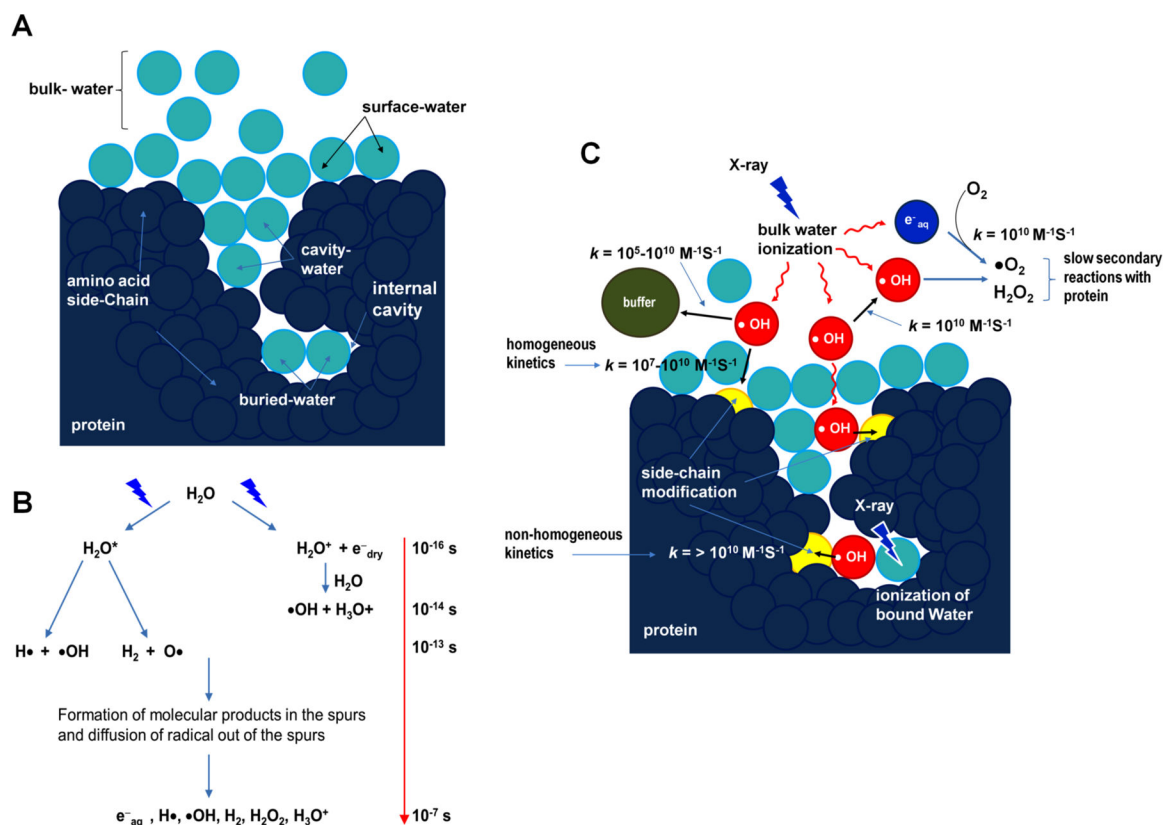 A
bulk- water
surface-water
cavity-
water
amino acid
side-Chain
internal
cavity
buried-water
protein
B
H₂O
H₂O*
H₂O⁺ + e⁻dry
10⁻¹⁶ s
H₂O
●OH + H₃O+
10⁻¹⁴ s
H● + ●OH
H₂ + O●
10⁻¹³ s
Formation of molecular products in the spurs
and diffusion of radical out of the spurs
e⁻aq , H●, ●OH, H₂, H₂O₂, H₃O⁺
10⁻⁷ s
C
X-ray
bulk water
ionization
e⁻aq
O₂
k = 10¹⁰ M⁻¹S⁻¹
●O₂
H₂O₂
slow secondary
reactions with
protein
k = 10⁵-10¹⁰ M⁻¹S⁻¹
buffer
● OH
● OH
● OH
k = 10¹⁰ M⁻¹S⁻¹
homogeneous
kinetics
k = 10⁷-10¹⁰ M⁻¹S⁻¹
● OH
side-chain
modification
X-ray
non-homogeneous
kinetics
k = > 10¹⁰ M⁻¹S⁻¹
● OH
ionization of
bound Water
protein